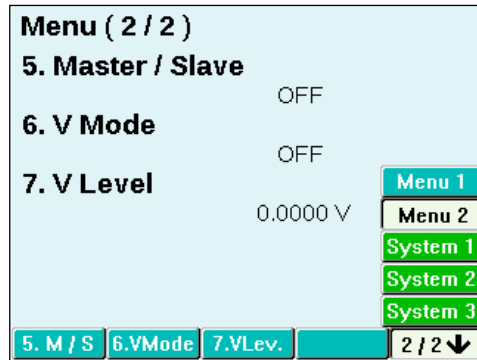 Menu ( 2 / 2 )
5. Master / Slave
OFF
6. V Mode
OFF
7. V Level
0.0000 V
Menu 1
Menu 2
System 1
System 2
System 3
5. M / S 6.VMode 7.VLev. 2 / 2